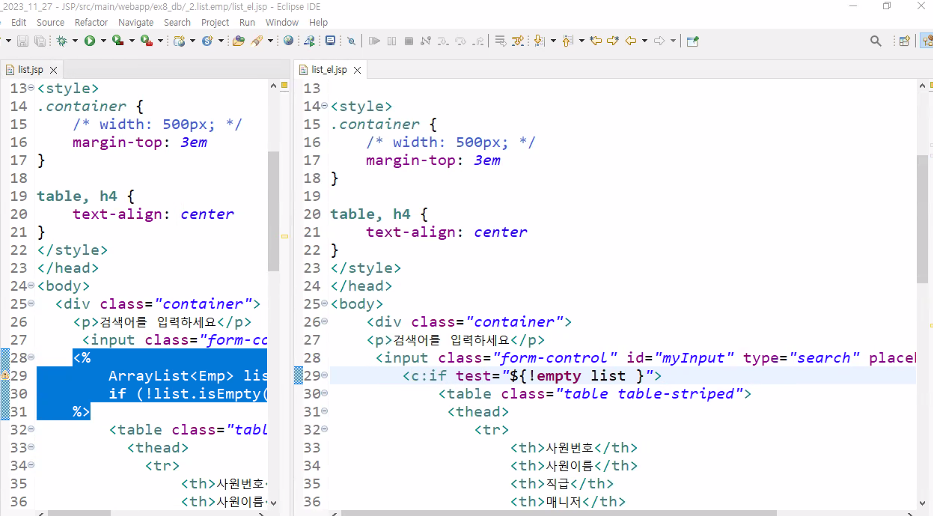 _2023_11_27 - JSP/src/main/webapp/ex8_db/_2.list.emp/list_el.jsp - Eclipse IDE
Edit Source Refactor Navigate Search Project Run Window Help
list.jsp
13 <style>
14 .container {
15 /* width: 500px; */
16 margin-top: 3em
17 }
18
19 table, h4 {
20 text-align: center
21 }
22 </style>
23 </head>
24 <body>
25 <div class="container">
26 <p>검색어를 입력하세요</p>
27 <input class="form-co
28 <%
29 ArrayList<Emp> lis
30 if (!list.isEmpty(
31 %>
32 <table class="tabl
33 <thead>
34 <tr>
35 <th>사원번호<
36 <th>사원이름<
list_el.jsp
13
14 <style>
15 .container {
16 /* width: 500px; */
17 margin-top: 3em
18 }
19
20 table, h4 {
21 text-align: center
22 }
23 </style>
24 </head>
25 <body>
26 <div class="container">
27 <p>검색어를 입력하세요</p>
28 <input class="form-control" id="myInput" type="search" placeh
29 <c:if test="${!empty list }">
30 <table class="table table-striped">
31 <thead>
32 <tr>
33 <th>사원번호</th>
34 <th>사원이름</th>
35 <th>직급</th>
36 <th>매니저</th>